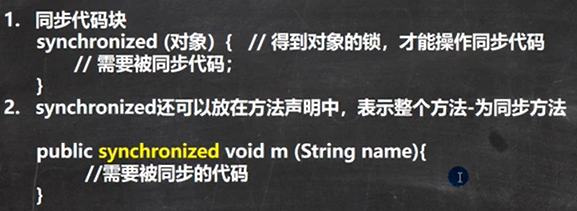 1. 同步代码块
synchronized (对象) { // 得到对象的锁，才能操作同步代码
// 需要被同步代码；
}
2. synchronized还可以放在方法声明中，表示整个方法-为同步方法
public synchronized void m (String name){
//需要被同步的代码
}